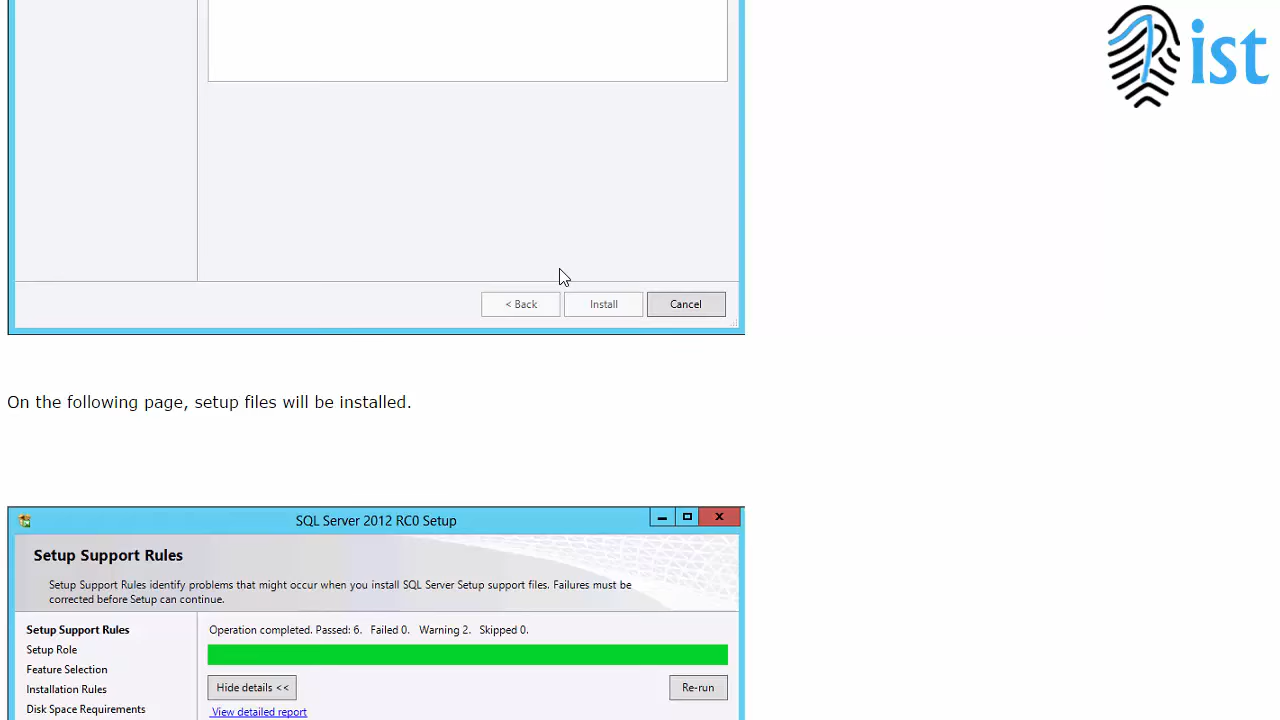 ist
< Back
Install
Cancel
On the following page, setup files will be installed.
SQL Server 2012 RC0 Setup
Setup Support Rules
Setup Support Rules identify problems that might occur when you install SQL Server Setup support files. Failures must be
corrected before Setup can continue.
Setup Support Rules
Setup Role
Feature Selection
Installation Rules
Disk Space Requirements
Operation completed. Passed: 6. Failed 0. Warning 2. Skipped 0.
Hide details <<
Re-run
View detailed report